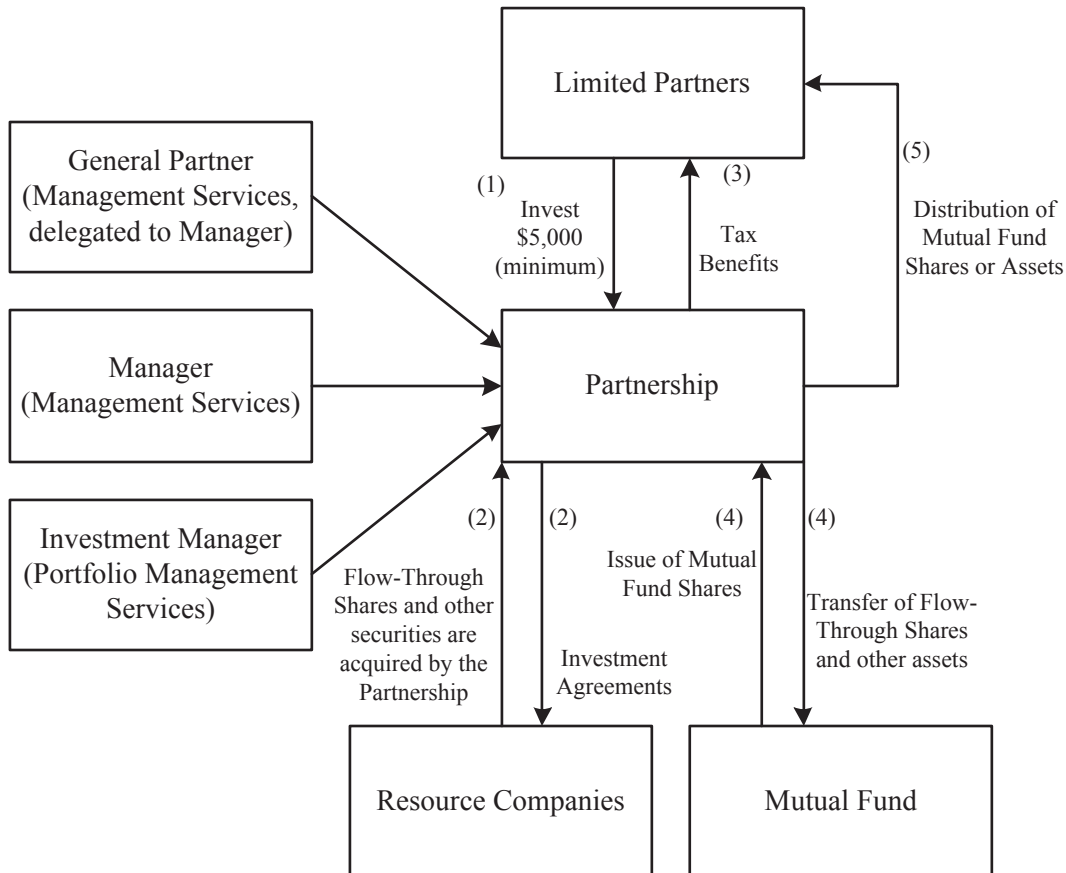 Limited Partners
General Partner
(Management Services,
delegated to Manager)
(1)
Invest
$5,000
(minimum)
(3)
Tax
Benefits
(5)
Distribution of
Mutual Fund
Shares or Assets
Manager
(Management Services)
Partnership
Investment Manager
(Portfolio Management
Services)
(2)
Flow-Through
Shares and other
securities are
acquired by the
Partnership
(2)
Investment
Agreements
(4)
Issue of Mutual
Fund Shares
(4)
Transfer of Flow-
Through Shares
and other assets
Resource Companies
Mutual Fund